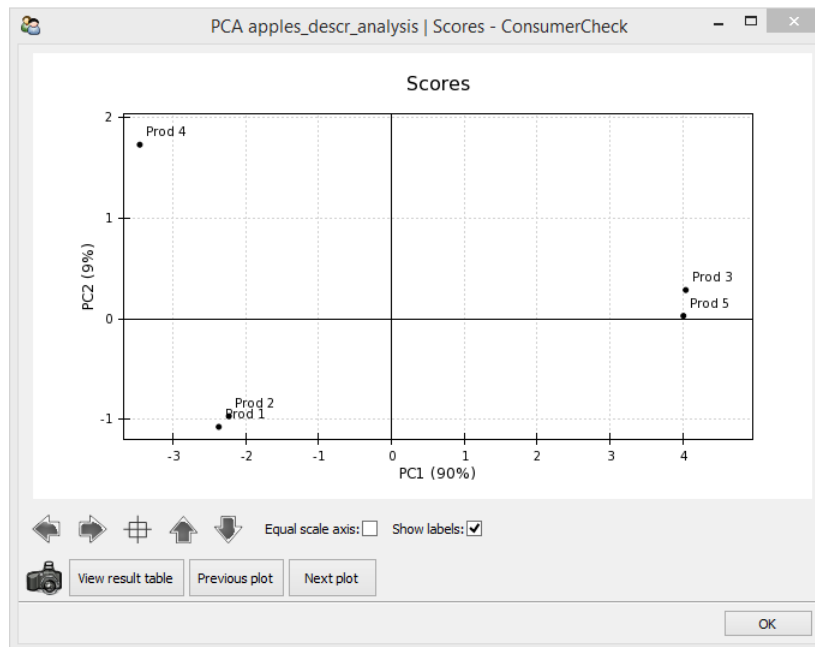 PCA apples_descr_analysis | Scores - ConsumerCheck
Scores
2
Prod 4
1
PC2 (9%)
Prod 3
Prod 5
0
Prod 2
Prod 1
-1
-3 -2 -1 0 1 2 3 4
PC1 (90%)
Equal scale axis: Show labels:
View result table Previous plot Next plot
OK